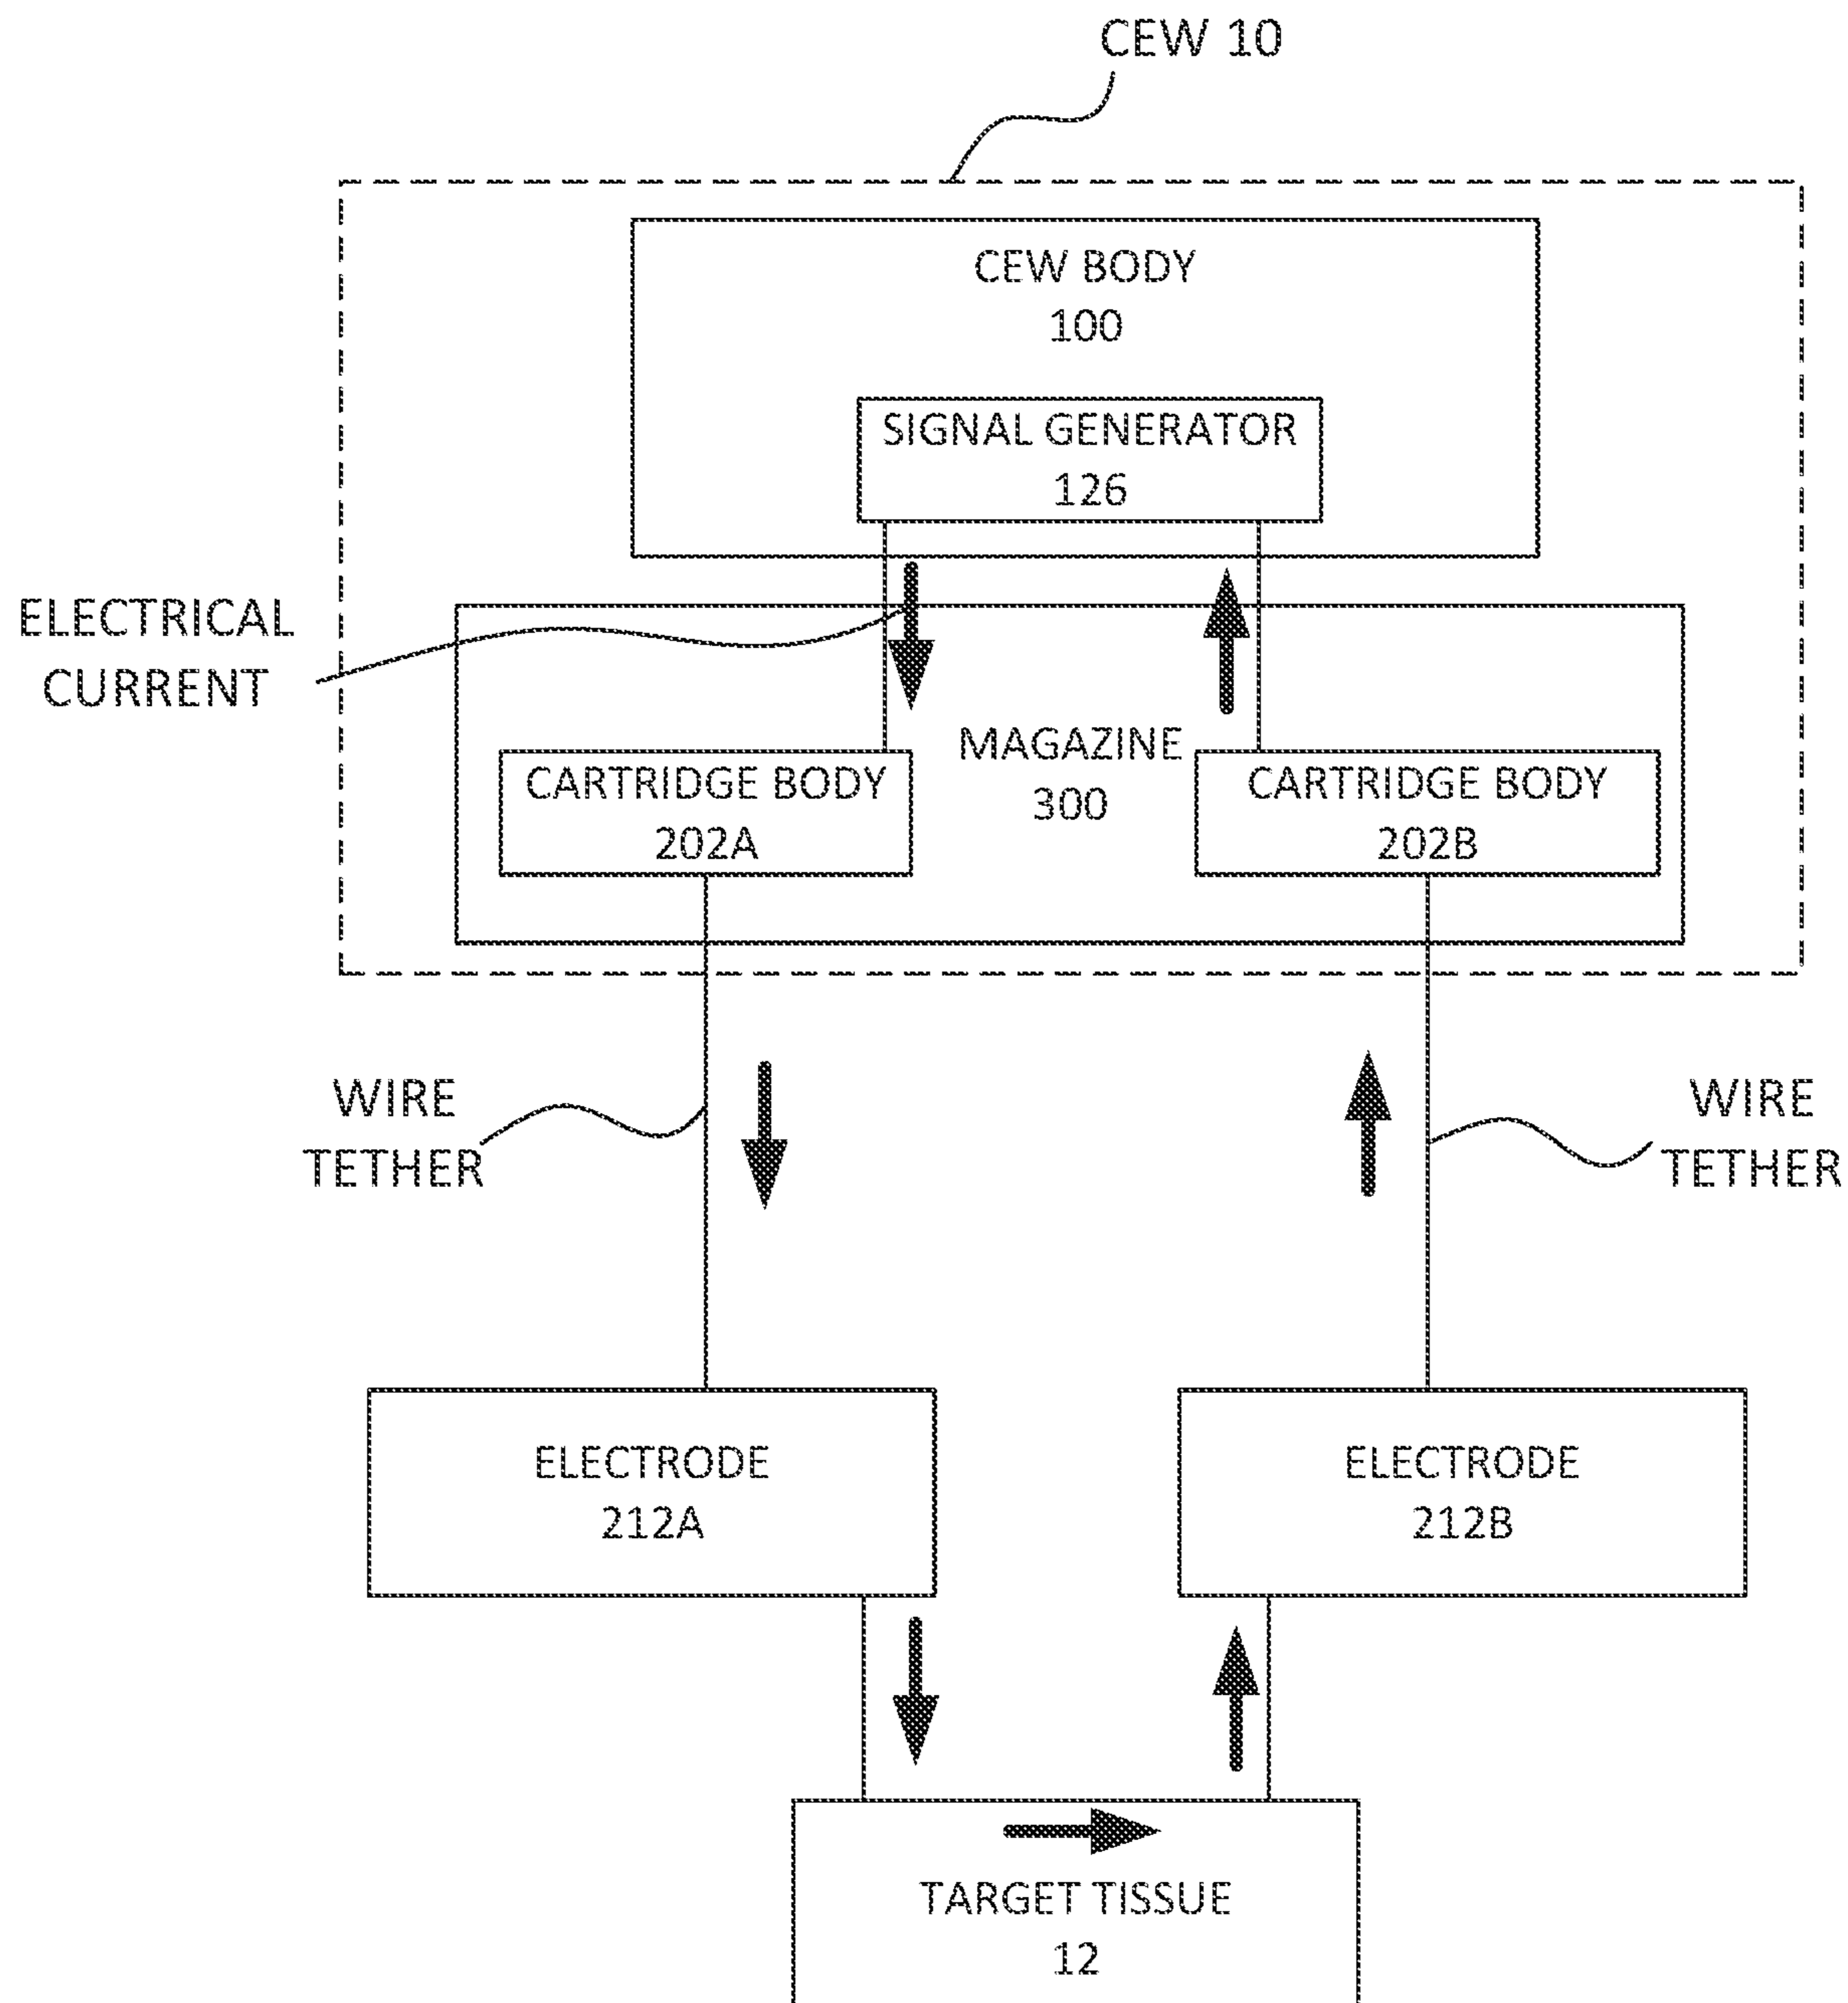 CEW 10
CEW BODY
100
SIGNAL GENERATOR
126
ELECTRICAL
CURRENT
MAGAZINE
300
CARTRIDGE BODY
202A
CARTRIDGE BODY
202B
WIRE
TETHER
WIRE
TETHER
ELECTRODE
212A
ELECTRODE
212B
TARGET TISSUE
12